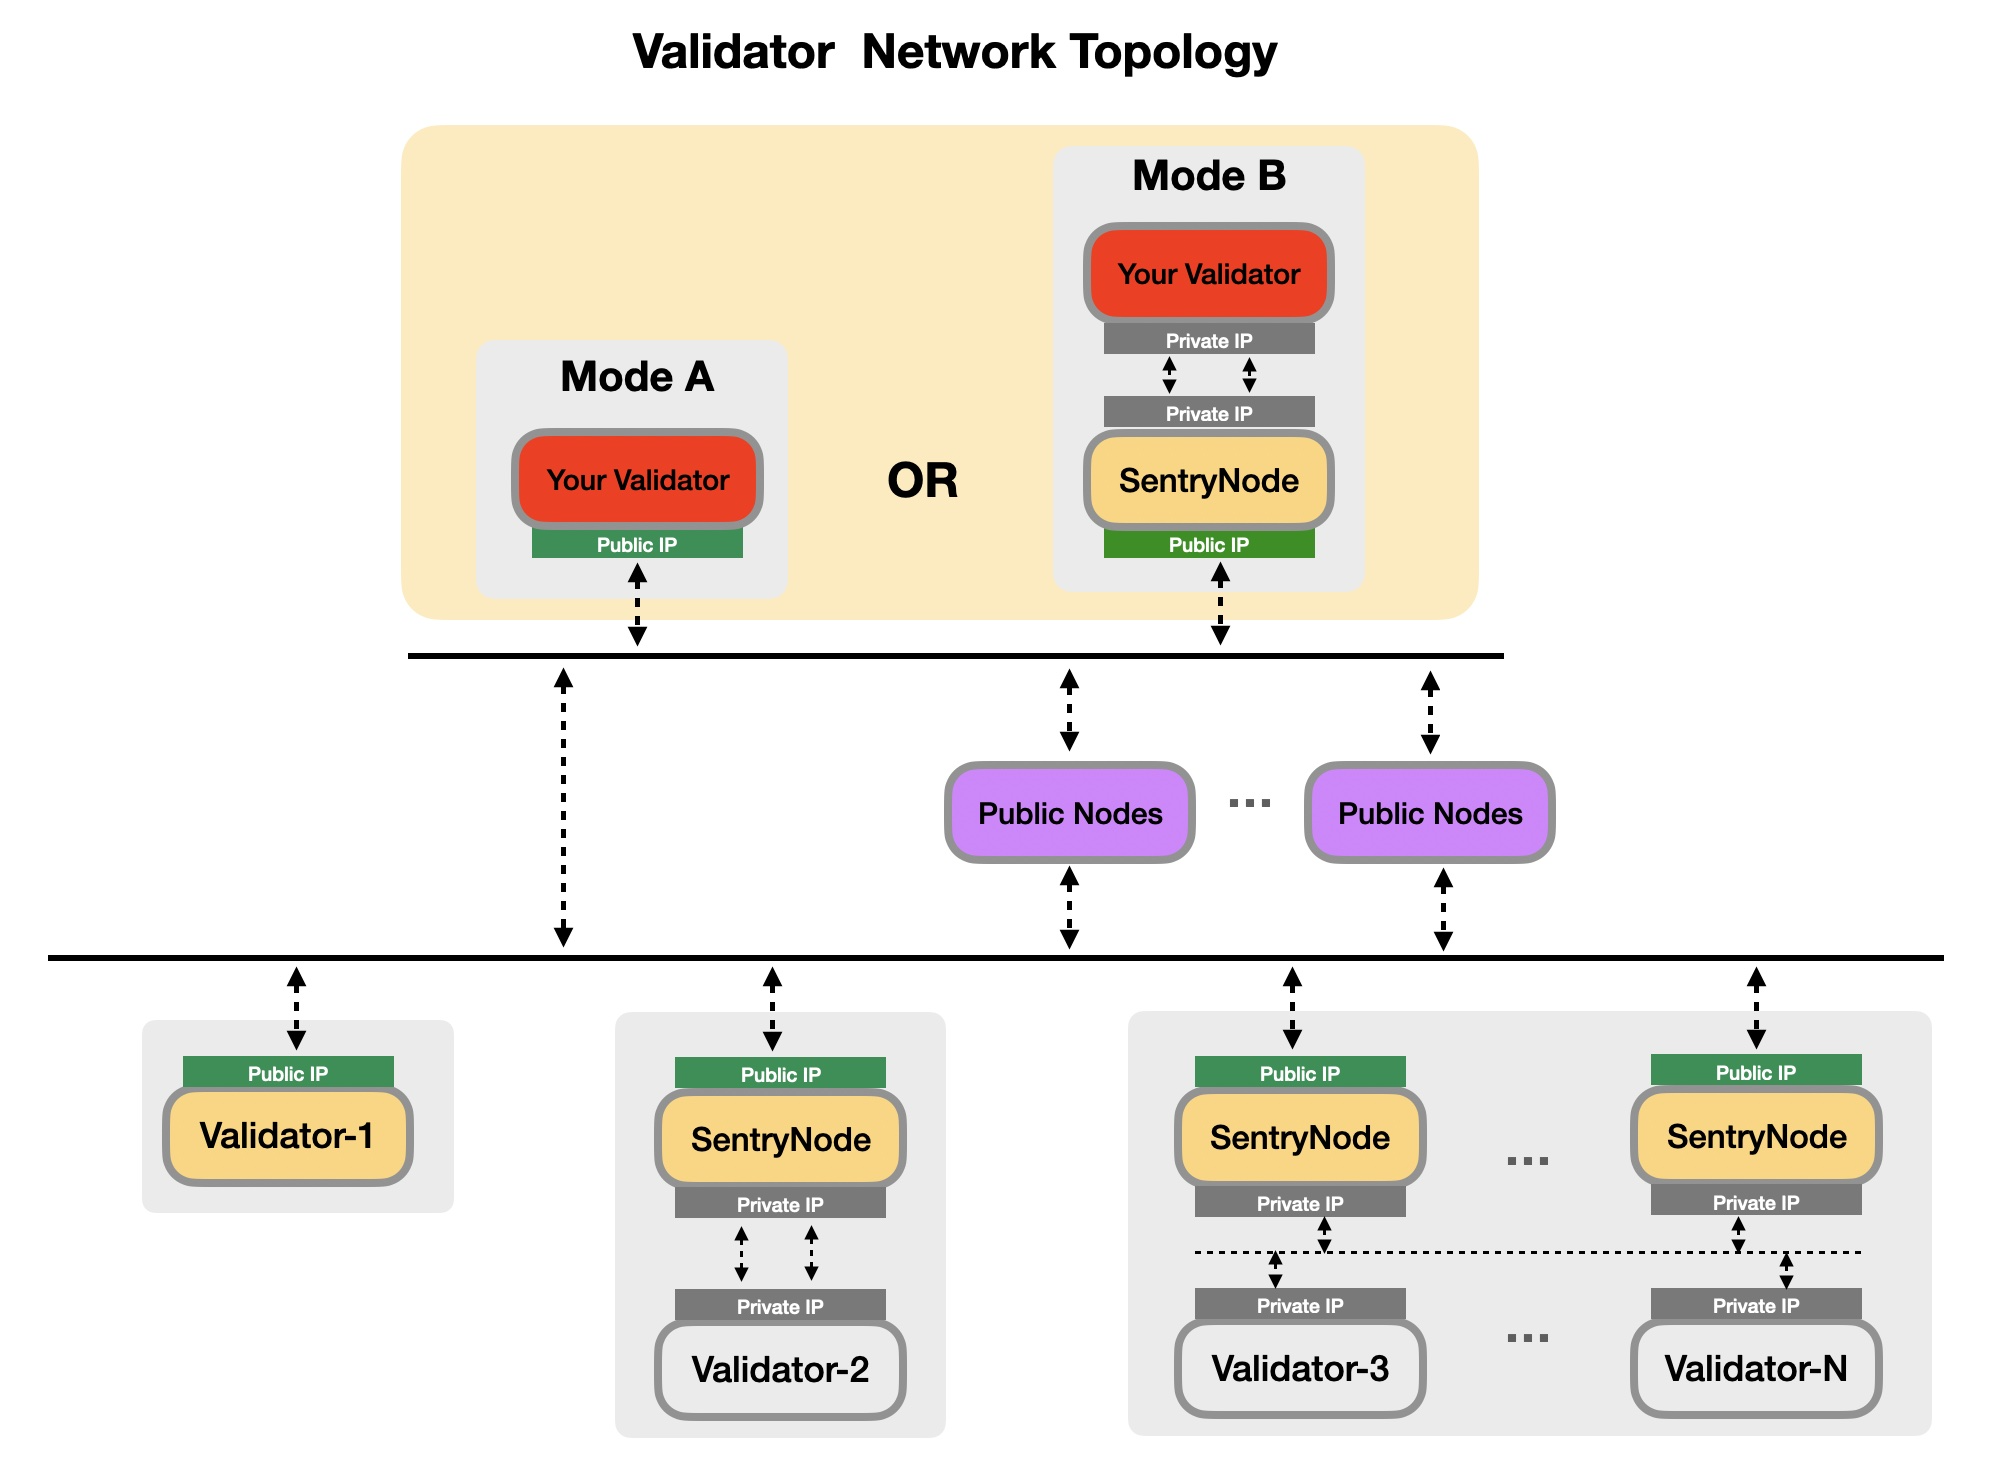 Validator  Network Topology
Mode B
Your Validator
Private IP
Private IP
SentryNode
Public IP
Mode A
Your Validator
Public IP
OR
Public Nodes
...
Public Nodes
Public IP
Validator-1
Public IP
SentryNode
Private IP
Private IP
Validator-2
Public IP
SentryNode
Private IP
...
Public IP
SentryNode
Private IP
Private IP
Validator-3
...
Private IP
Validator-N